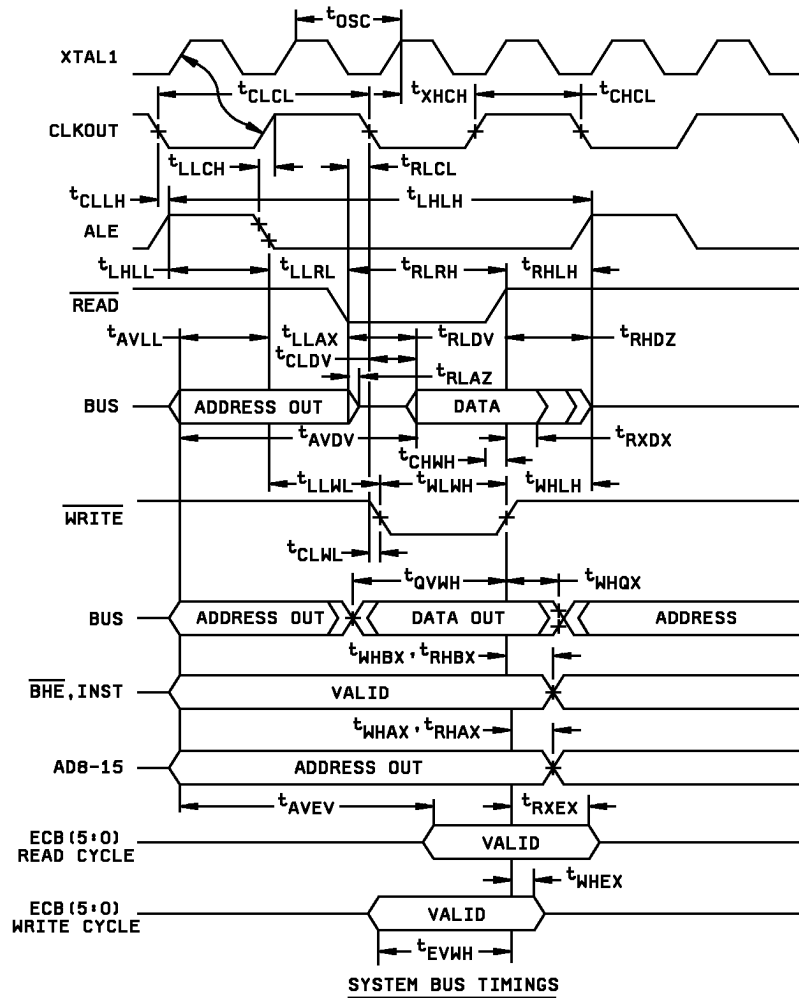 tOSC
XTAL1
tCLCL
tXHCH
tCHCL
CLKOUT
tLLCH
tRLCL
tCLLH
tLHLH
ALE
tLHLL
tLLRL
tRLRH
tRHLH
READ
tAVLL
tLLAX
tRLDV
tRHDZ
tCLDV
tRLAZ
BUS
ADDRESS OUT
DATA
tAVDV
tRXDX
tCHWH
tLLWL
tWLWH
tWHLH
WRITE
tCLWL
tQVWH
tWHQX
BUS
ADDRESS OUT
DATA OUT
ADDRESS
tWHBX, tRHBX
BHE, INST
VALID
tWHAX, tRHAX
AD8-15
ADDRESS OUT
tAVEV
tRXEX
ECB(5:0)
READ CYCLE
VALID
tWHEX
ECB(5:0)
WRITE CYCLE
VALID
tEVWH
SYSTEM BUS TIMINGS